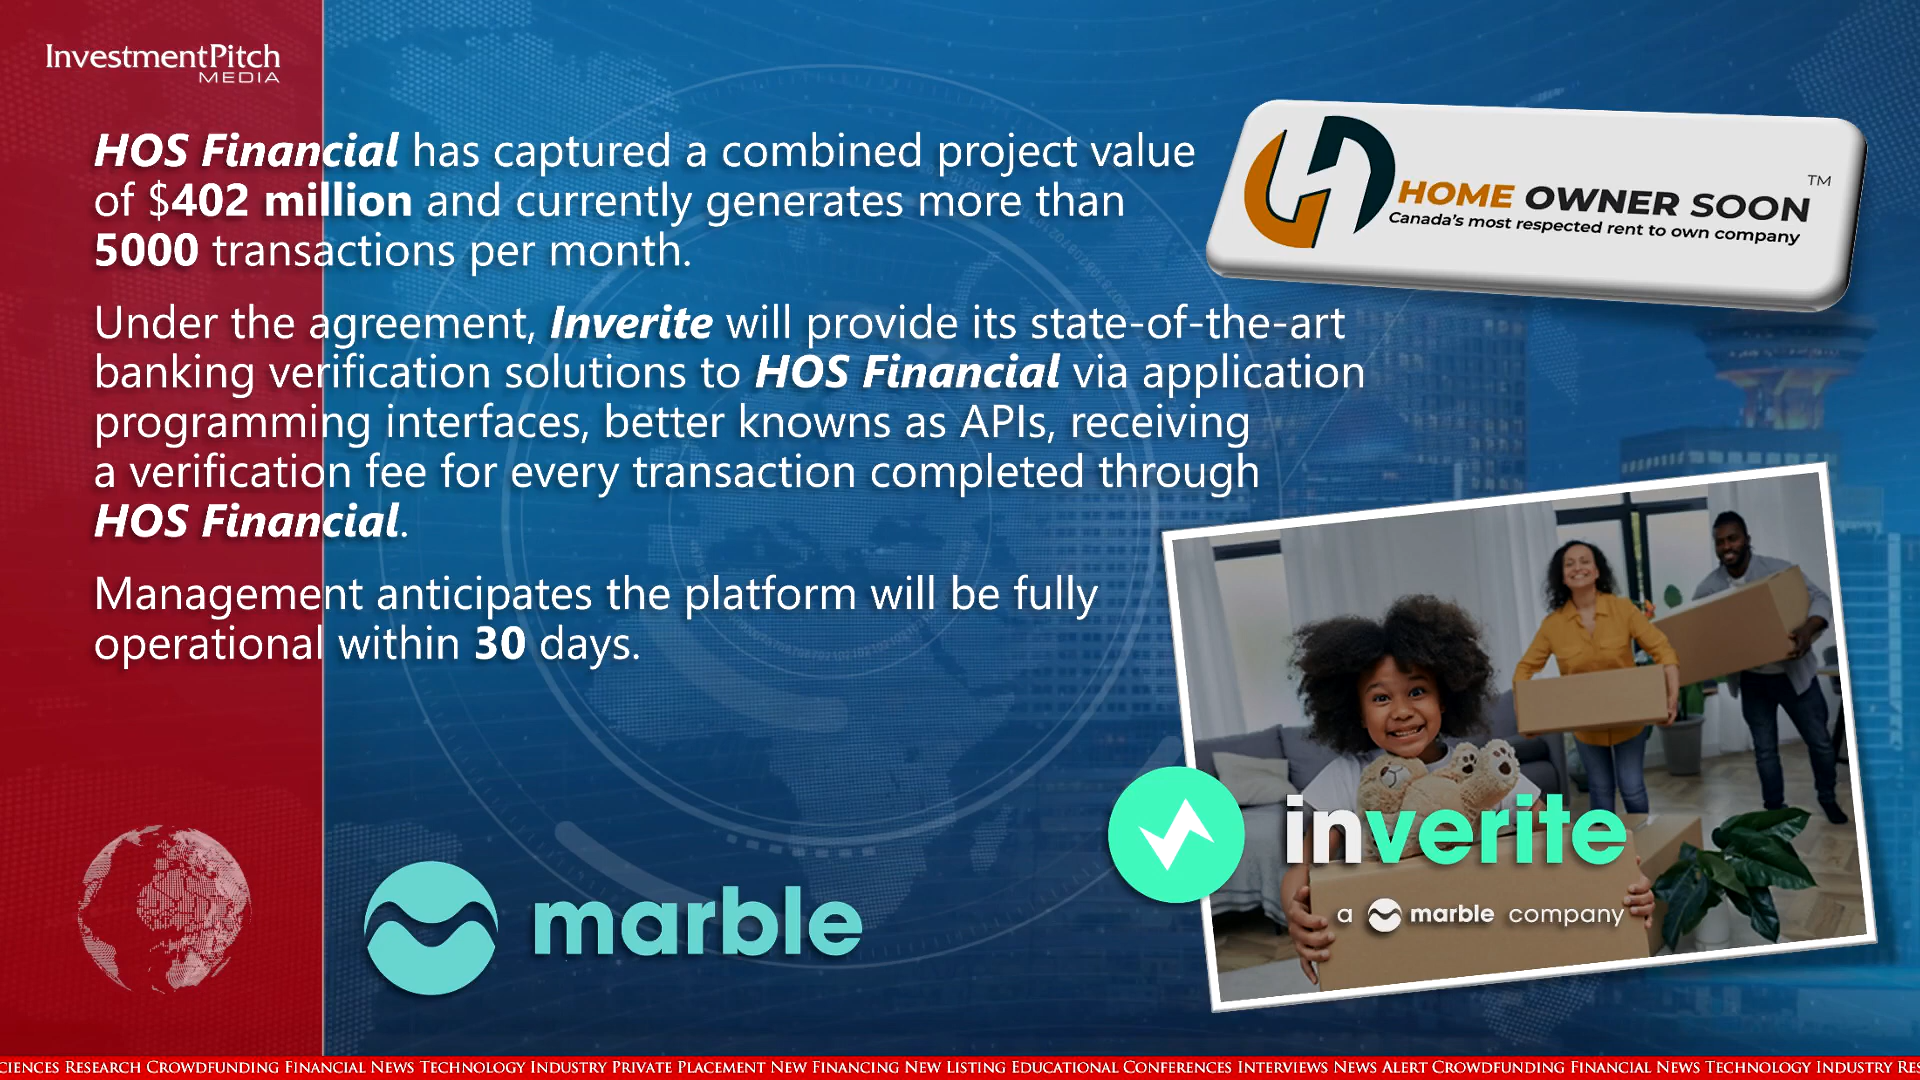 InvestmentPitch
MEDIA
HOS Financial has captured a combined project value
of $402 million and currently generates more than
5000 transactions per month.
Under the agreement, Inverite will provide its state-of-the-art
banking verification solutions to HOS Financial via application
programming interfaces, better knowns as APIs, receiving
a verification fee for every transaction completed through
HOS Financial.
Management anticipates the platform will be fully
operational within 30 days.
HOME OWNER SOON™
Canada's most respected rent to own company
inverite
a marble company
marble
CIENCES RESEARCH CROWDFUNDING FINANCIAL NEWS TECHNOLOGY INDUSTRY PRIVATE PLACEMENT NEW FINANCING NEW LISTING EDUCATIONAL CONFERENCES INTERVIEWS NEWS ALERT CROWDFUNDING FINANCIAL NEWS TECHNOLOGY INDUSTRY RES